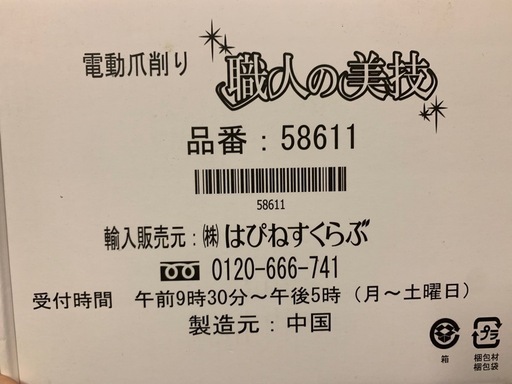 電動爪削り 職人の美技
品番：58611
58611
輸入販売元：㈱はぴねすくらぶ
0120-666-741
受付時間 午前9時30分～午後5時（月～土曜日）
製造元：中国
プラ
箱
梱包材
梱包袋